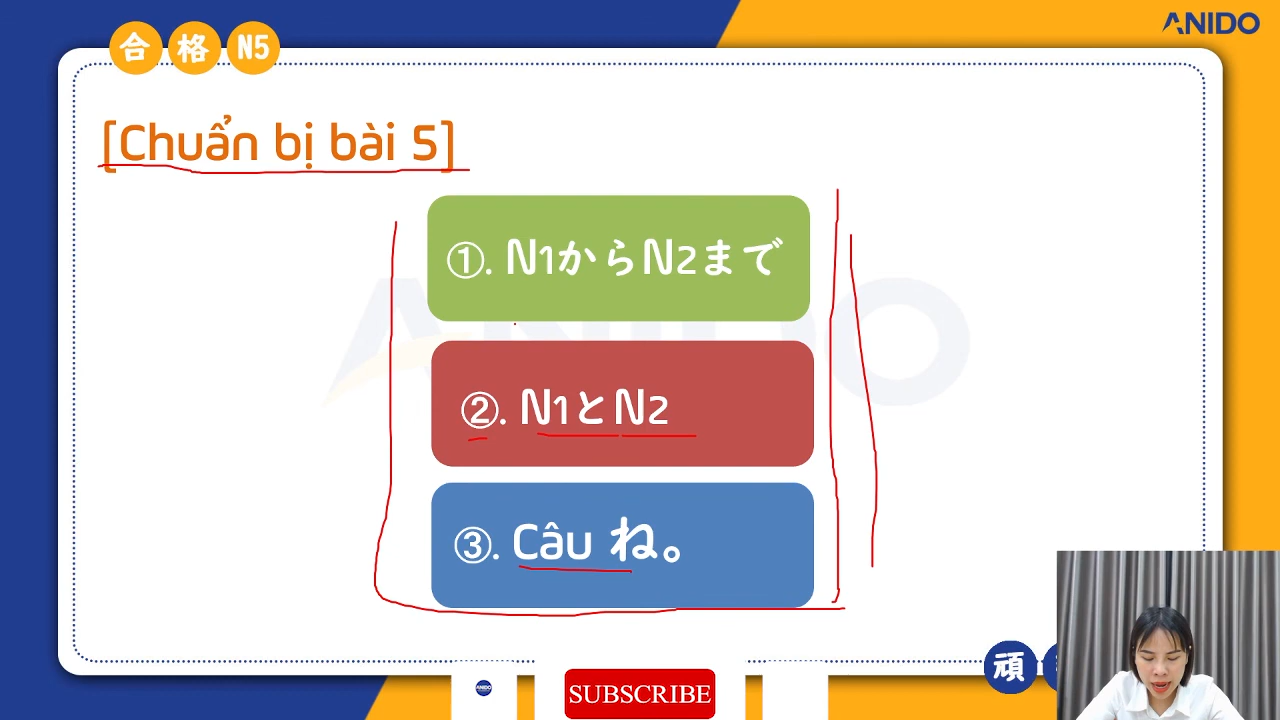 ANIDO
合 格 N5
[Chuẩn bị bài 5]
①. N1からN2まで
②. N1とN2
③. Câu ね。
頑
ANIDO
SUBSCRIBE